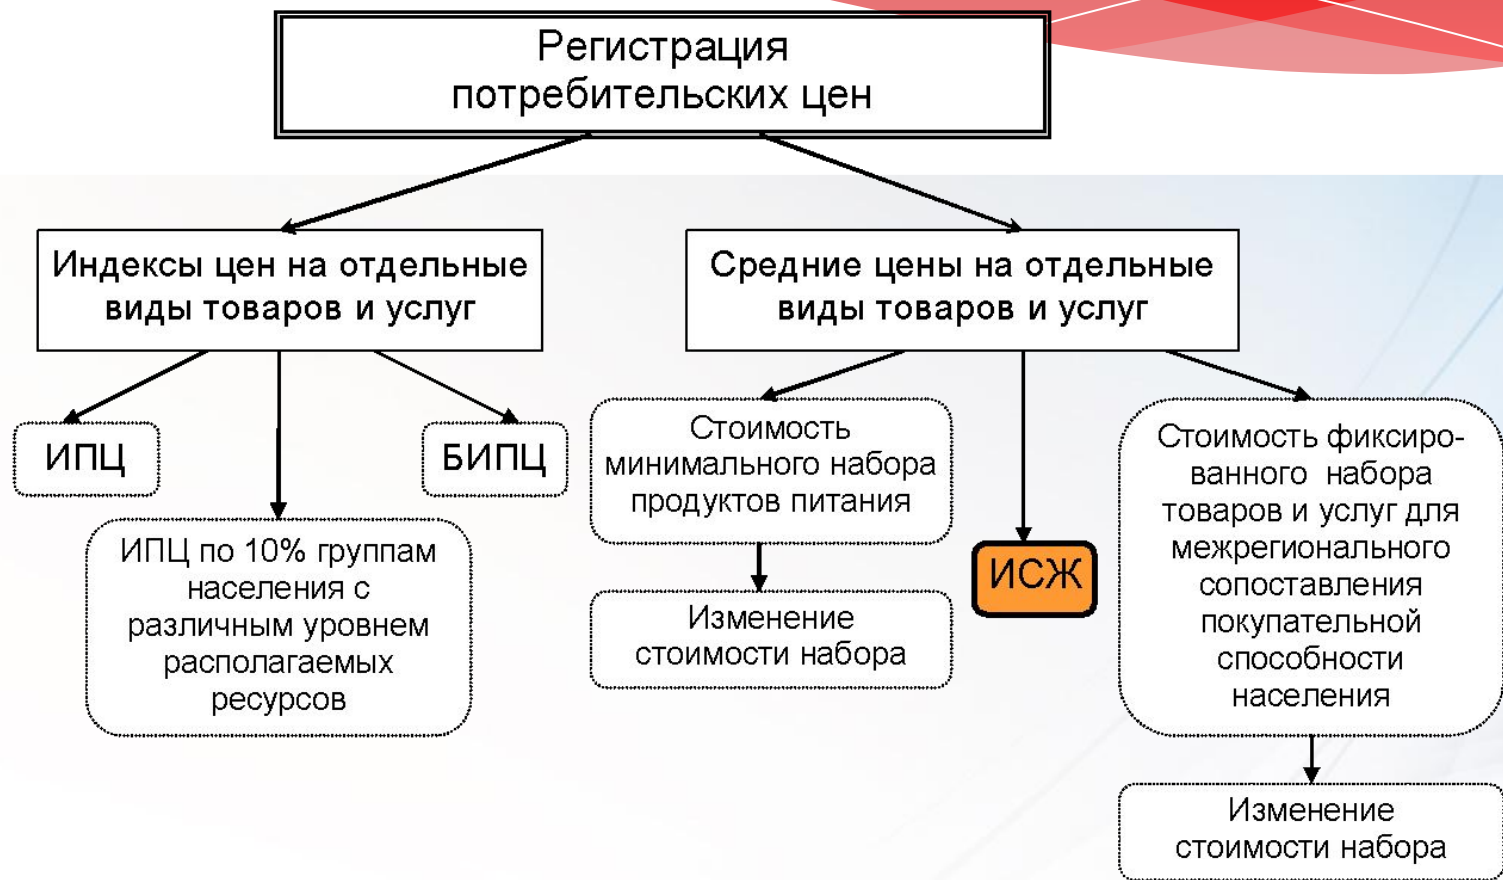 Регистрация
потребительских цен
Индексы цен на отдельные
виды товаров и услуг
Средние цены на отдельные
виды товаров и услуг
ИПЦ
БИПЦ
ИПЦ по 10% группам
населения с
различным уровнем
располагаемых
ресурсов
Стоимость
минимального набора
продуктов питания
Изменение
стоимости набора
ИСЖ
Стоимость фиксиро-
ванного набора
товаров и услуг для
межрегионального
сопоставления
покупательной
способности
населения
Изменение
стоимости набора